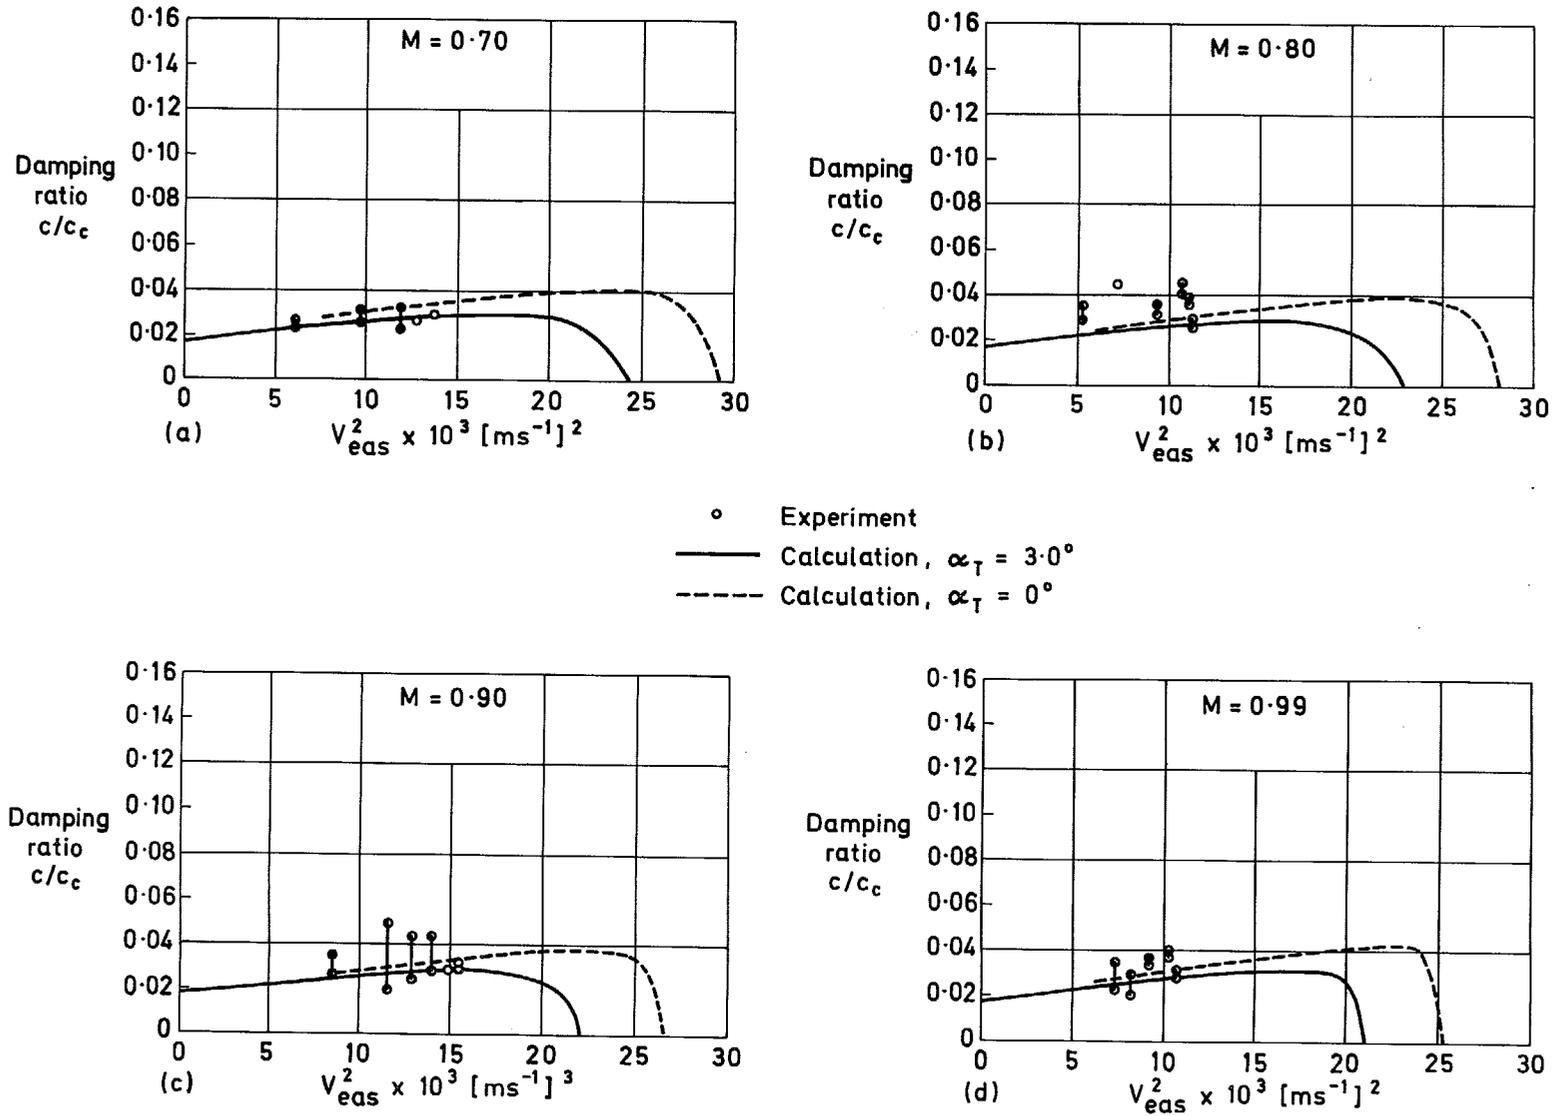 M = 0·70
0·16
0·14
0·12
0·10
0·08
0·06
0·04
0·02
0
Damping
ratio
c/c_c
0 5 10 15 20 25 30
(a) V²_eas x 10³ [ms⁻¹]²
M = 0·80
0·16
0·14
0·12
0·10
0·08
0·06
0·04
0·02
0
Damping
ratio
c/c_c
0 5 10 15 20 25 30
(b) V²_eas x 10³ [ms⁻¹]²
Experiment
Calculation, α_T = 3·0°
Calculation, α_T = 0°
M = 0·90
0·16
0·14
0·12
0·10
0·08
0·06
0·04
0·02
0
Damping
ratio
c/c_c
0 5 10 15 20 25 30
(c) V²_eas x 10³ [ms⁻¹]³
M = 0·99
0·16
0·14
0·12
0·10
0·08
0·06
0·04
0·02
0
Damping
ratio
c/c_c
0 5 10 15 20 25 30
(d) V²_eas x 10³ [ms⁻¹]²